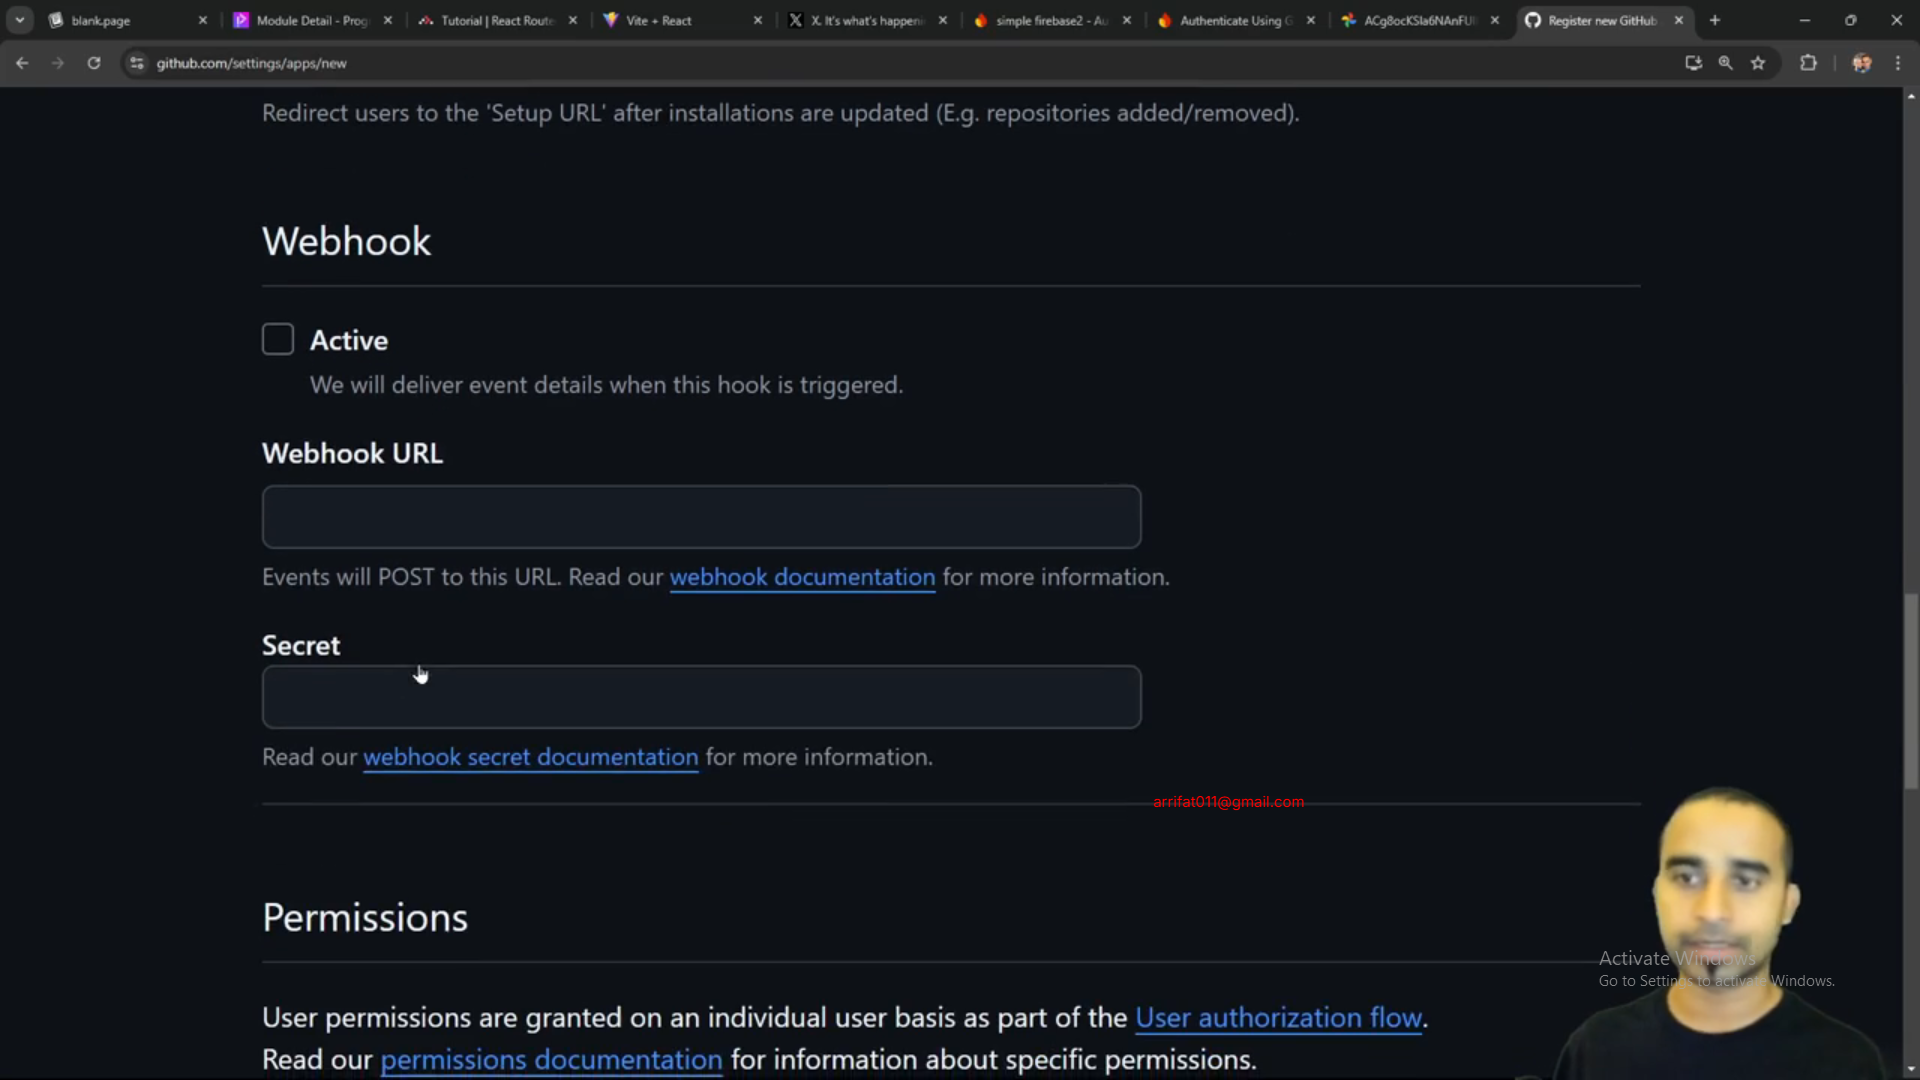 blank.page
Module Detail - Prog
Tutorial | React Route
Vite + React
X. It's what's happeni
simple firebase2 - Au
Authenticate Using G
ACg8ocKSla6NAnFU
Register new GitHub
github.com/settings/apps/new
Redirect users to the 'Setup URL' after installations are updated (E.g. repositories added/removed).
Webhook
Active
We will deliver event details when this hook is triggered.
Webhook URL
Events will POST to this URL. Read our webhook documentation for more information.
Secret
Read our webhook secret documentation for more information.
arrifat011@gmail.com
Permissions
Activate Windows
Go to Settings to activate Windows.
User permissions are granted on an individual user basis as part of the User authorization flow.
Read our permissions documentation for information about specific permissions.